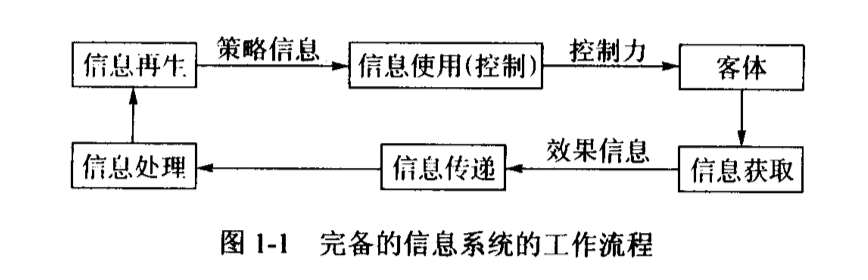 信息再生 策略信息 信息使用(控制) 控制力 客体
信息处理 信息传递 效果信息 信息获取
图 1-1 完备的信息系统的工作流程